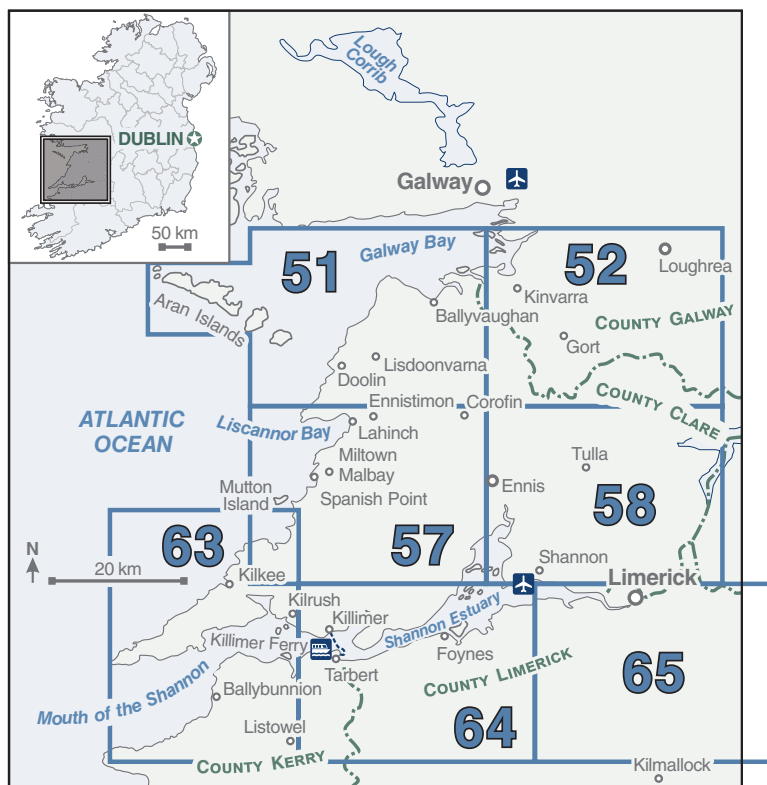 Lough
Corrib
DUBLIN
50 km
Galway
51
Galway Bay
52
Loughrea
Aran Islands
Kinvarra
Ballyvaughan
COUNTY GALWAY
Gort
Lisdoonvarna
Doolin
COUNTY CLARE
Ennistimon
Corofin
ATLANTIC
OCEAN
Liscannor Bay
Lahinch
Miltown
Malbay
Tulla
Mutton
Island
Spanish Point
Ennis
63
57
58
N
20 km
Kilkee
Shannon
Limerick
Kilrush
Killimer
Shannon Estuary
Killimer Ferry
Foynes
Tarbert
Mouth of the Shannon
Ballybunnion
COUNTY LIMERICK
65
Listowel
64
COUNTY KERRY
Kilmallock